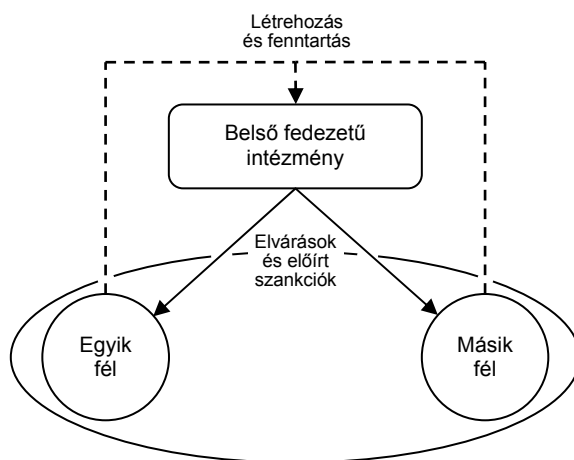 Létrehozás
és fenntartás
Belső fedezetű
intézmény
Elvárások
és előírt
szankciók
Egyik
fél
Másik
fél